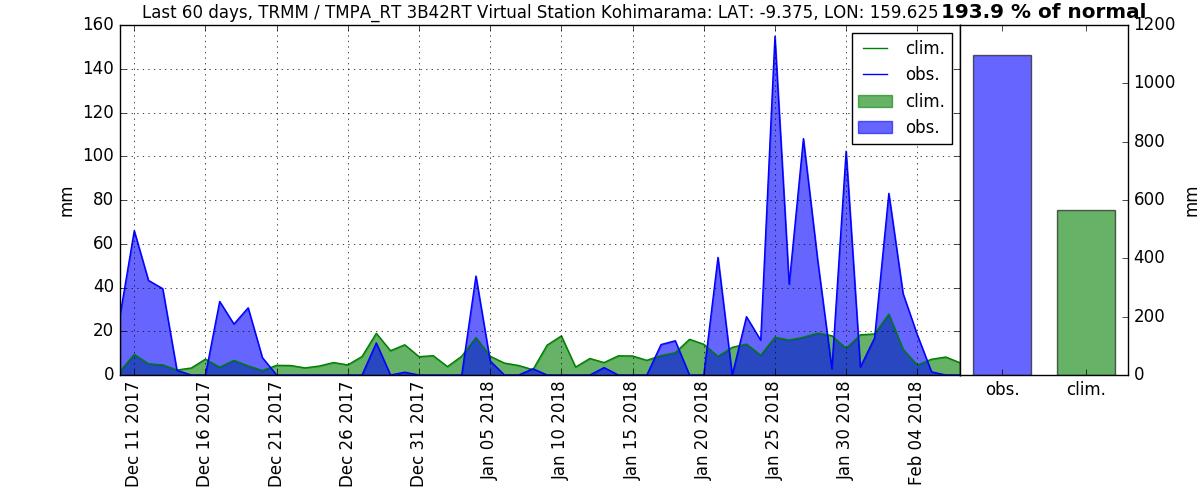 Last 60 days, TRMM / TMPA_RT 3B42RT Virtual Station Kohimarama: LAT: -9.375, LON: 159.625 193.9 % of normal
160
140
120
100
80
60
40
20
0
mm
clim.
obs.
clim.
obs.
Dec 11 2017
Dec 16 2017
Dec 21 2017
Dec 26 2017
Dec 31 2017
Jan 05 2018
Jan 10 2018
Jan 15 2018
Jan 20 2018
Jan 25 2018
Jan 30 2018
Feb 04 2018
1200
1000
800
600
400
200
0
mm
obs. clim.